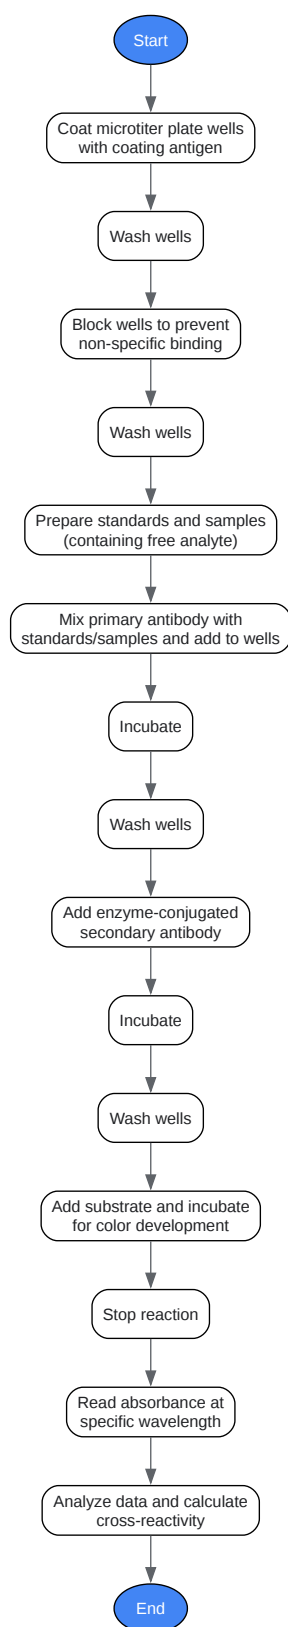 Start
Coat microtiter plate wells
with coating antigen
Wash wells
Block wells to prevent
non-specific binding
Wash wells
Prepare standards and samples
(containing free analyte)
Mix primary antibody with
standards/samples and add to wells
Incubate
Wash wells
Add enzyme-conjugated
secondary antibody
Incubate
Wash wells
Add substrate and incubate
for color development
Stop reaction
Read absorbance at
specific wavelength
Analyze data and calculate
cross-reactivity
End